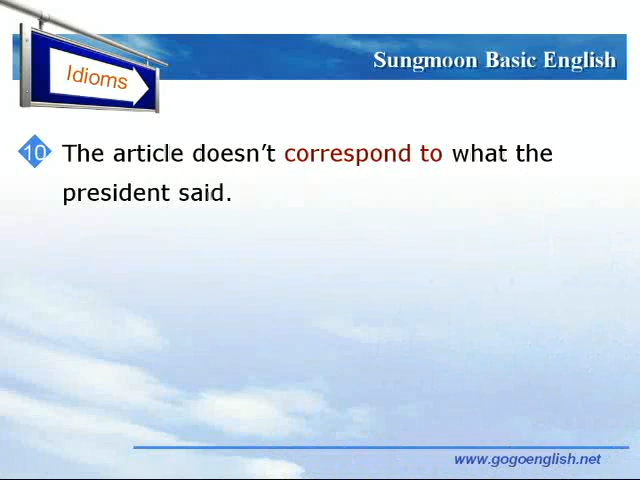 Idioms
Sungmoon Basic English
10 The article doesn’t correspond to what the
president said.
www.gogoenglish.net